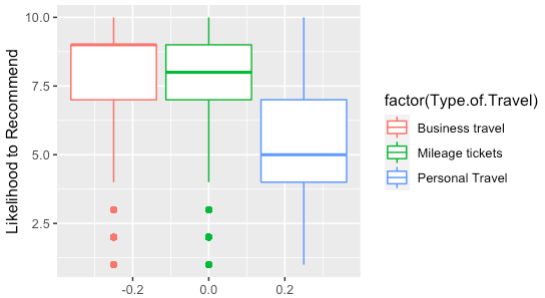 Likelihood to Recommend
10.0
7.5
5.0
2.5
-0.2
0.0
0.2
factor(Type.of.Travel)
Business travel
Mileage tickets
Personal Travel